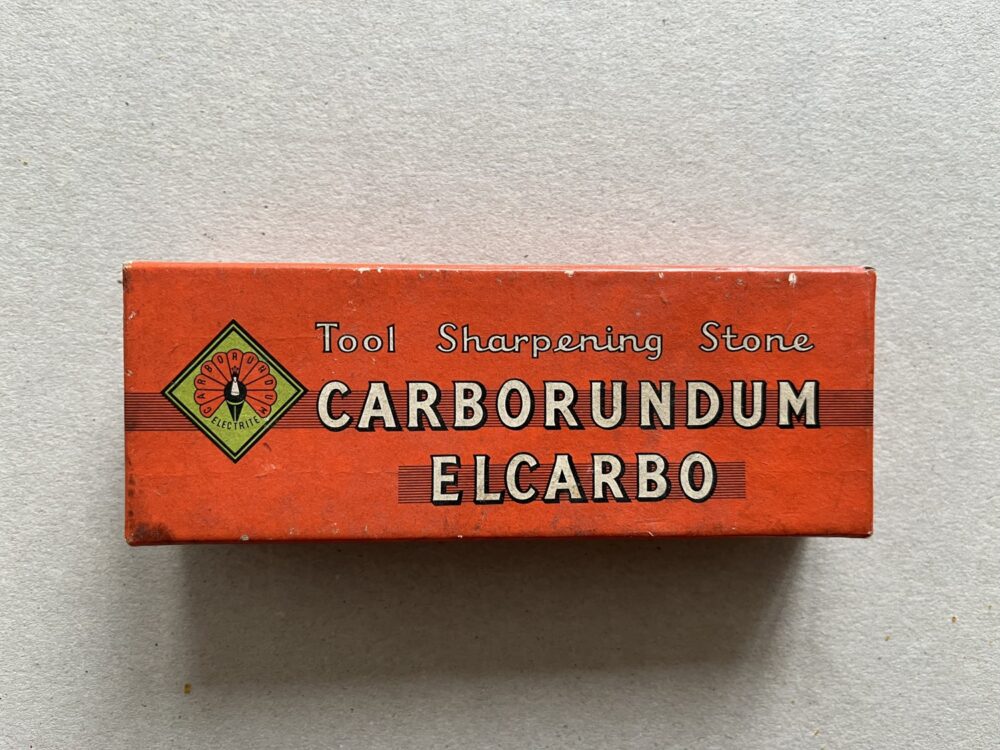 Tool Sharpening Stone
CARBORUNDUM
ELCARBO
CARBORUNDUM
ELECTRITE